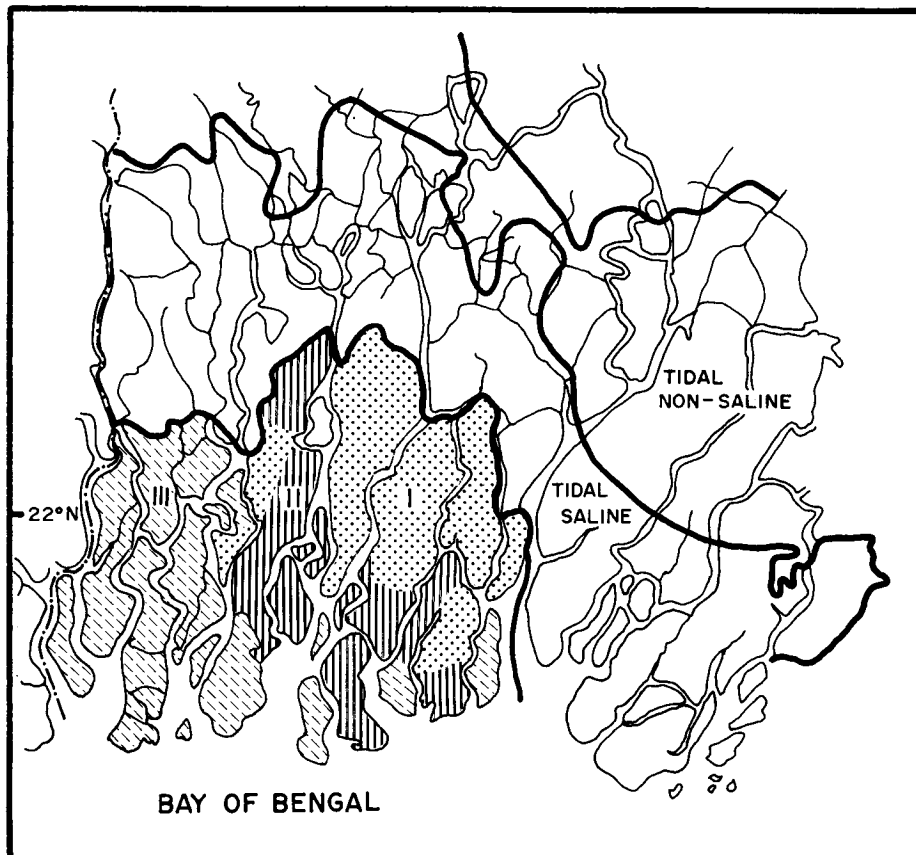 TIDAL
NON-SALINE
III
II
I
22°N
TIDAL
SALINE
BAY OF BENGAL